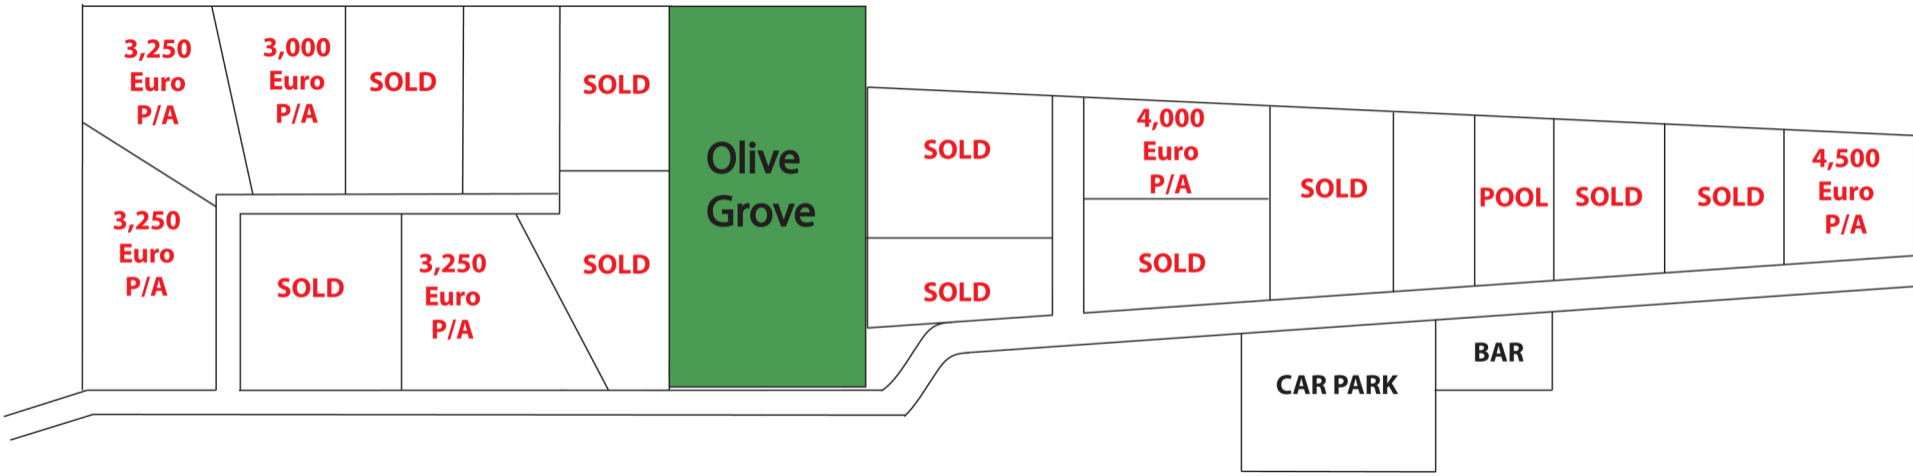 3,250
Euro
P/A
3,000
Euro
P/A
SOLD
SOLD
3,250
Euro
P/A
SOLD
3,250
Euro
P/A
SOLD
Olive
Grove
SOLD
SOLD
4,000
Euro
P/A
SOLD
SOLD
POOL
SOLD
SOLD
4,500
Euro
P/A
CAR PARK
BAR